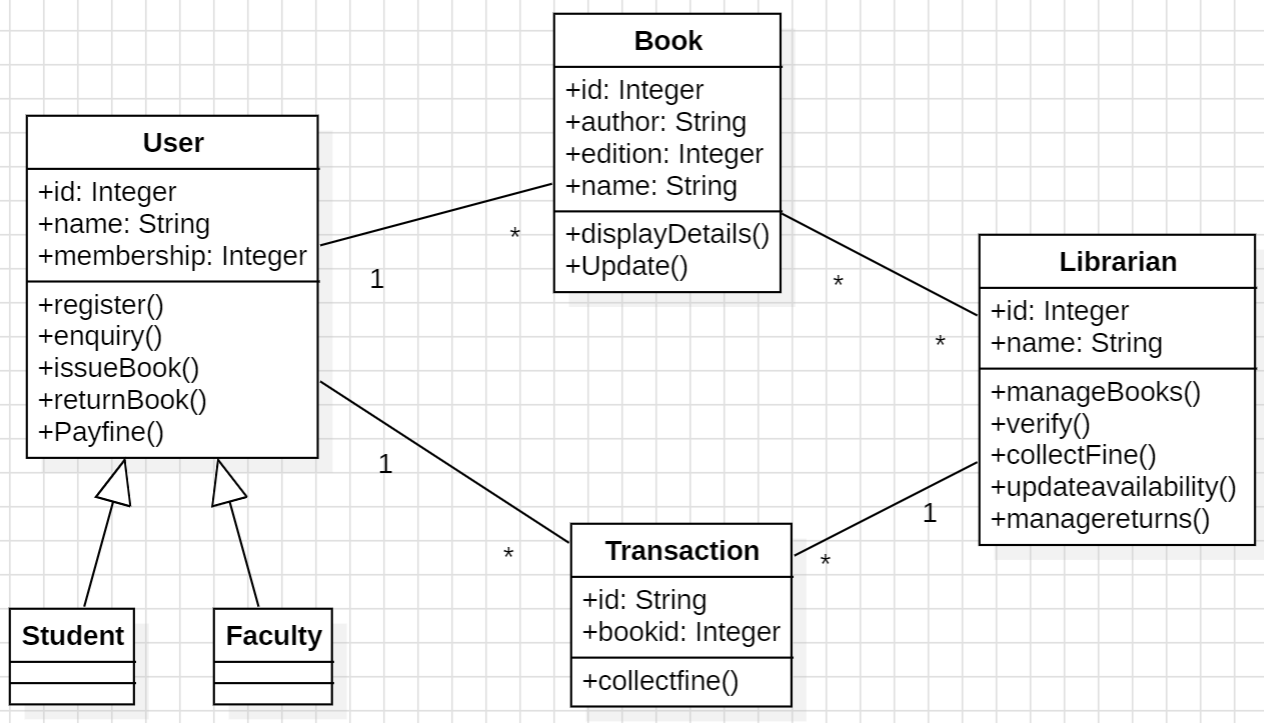 Book
+id: Integer
+author: String
+edition: Integer
+name: String
+displayDetails()
+Update()
User
+id: Integer
+name: String
+membership: Integer
+register()
+enquiry()
+issueBook()
+returnBook()
+Payfine()
1
*
*
*
Librarian
+id: Integer
+name: String
+manageBooks()
+verify()
+collectFine()
+updateavailability()
+managereturns()
1
*
1
*
Transaction
+id: String
+bookid: Integer
+collectfine()
Student
Faculty